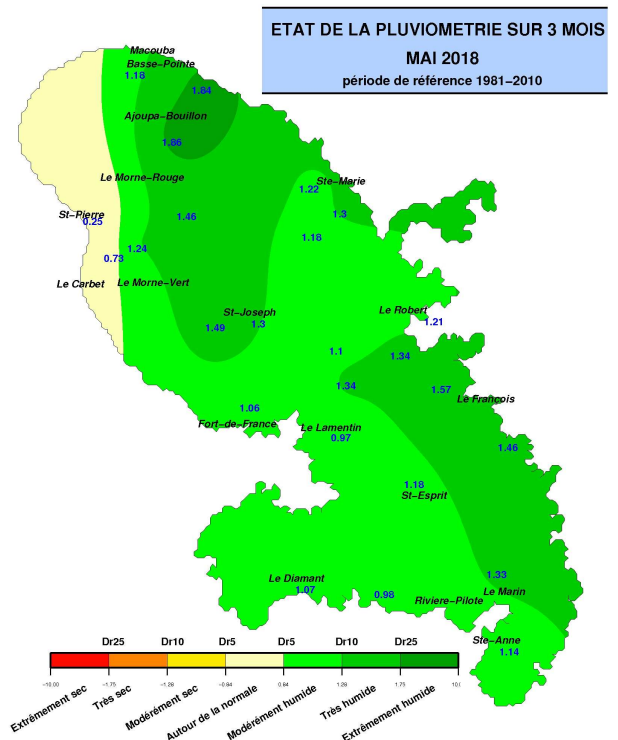 ETAT DE LA PLUVIOMETRIE SUR 3 MOIS
MAI 2018
période de référence 1981−2010
Macouba
Basse−Pointe
1.18
1.84
Ajoupa−Bouillon
1.86
Le Morne−Rouge
Ste−Marie
1.22
St−Pierre
0.25
1.46
1.3
1.18
1.24
0.73
Le Carbet
Le Morne−Vert
St−Joseph
Le Robert
1.49
1.3
1.21
1.1
1.34
1.34
1.57
Le François
1.06
Fort−de−France
Le Lamentin
0.97
1.46
1.18
St−Esprit
1.33
Le Diamant
1.07
0.98
Le Marin
Riviere−Pilote
Ste−Anne
1.14
Dr25 Dr10 Dr5 Dr5 Dr10 Dr25
−10.00 −1.75 −1.28 −0.84 0.84 1.28 1.75 10.0
Extrêmement sec
Très sec
Modérément sec
Autour de la normale
Modérément humide
Très humide
Extrêmement humide